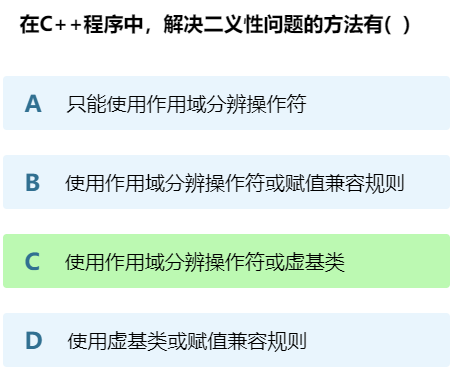 在C++程序中，解决二义性问题的方法有( )
A 只能使用作用域分辨操作符
B 使用作用域分辨操作符或赋值兼容规则
C 使用作用域分辨操作符或虚基类
D 使用虚基类或赋值兼容规则